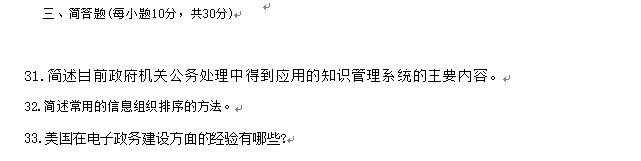 三、简答题(每小题10分，共30分)
31.简述目前政府机关公务处理中得到应用的知识管理系统的主要内容。
32.简述常用的信息组织排序的方法。
33.美国在电子政务建设方面的经验有哪些?